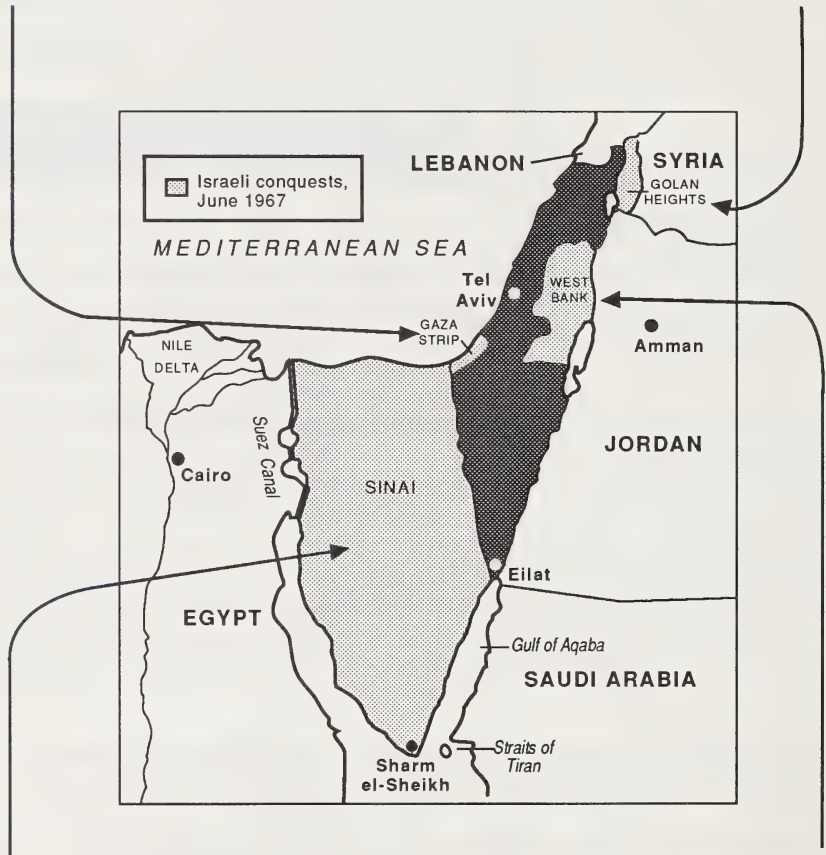 Israeli conquests,
June 1967
LEBANON
SYRIA
GOLAN
HEIGHTS
MEDITERRANEAN SEA
Tel
Aviv
WEST
BANK
GAZA
STRIP
NILE
DELTA
Amman
Suez Canal
Cairo
JORDAN
SINAI
Eilat
EGYPT
Gulf of Aqaba
SAUDI ARABIA
Straits of
Tiran
Sharm
el-Sheikh